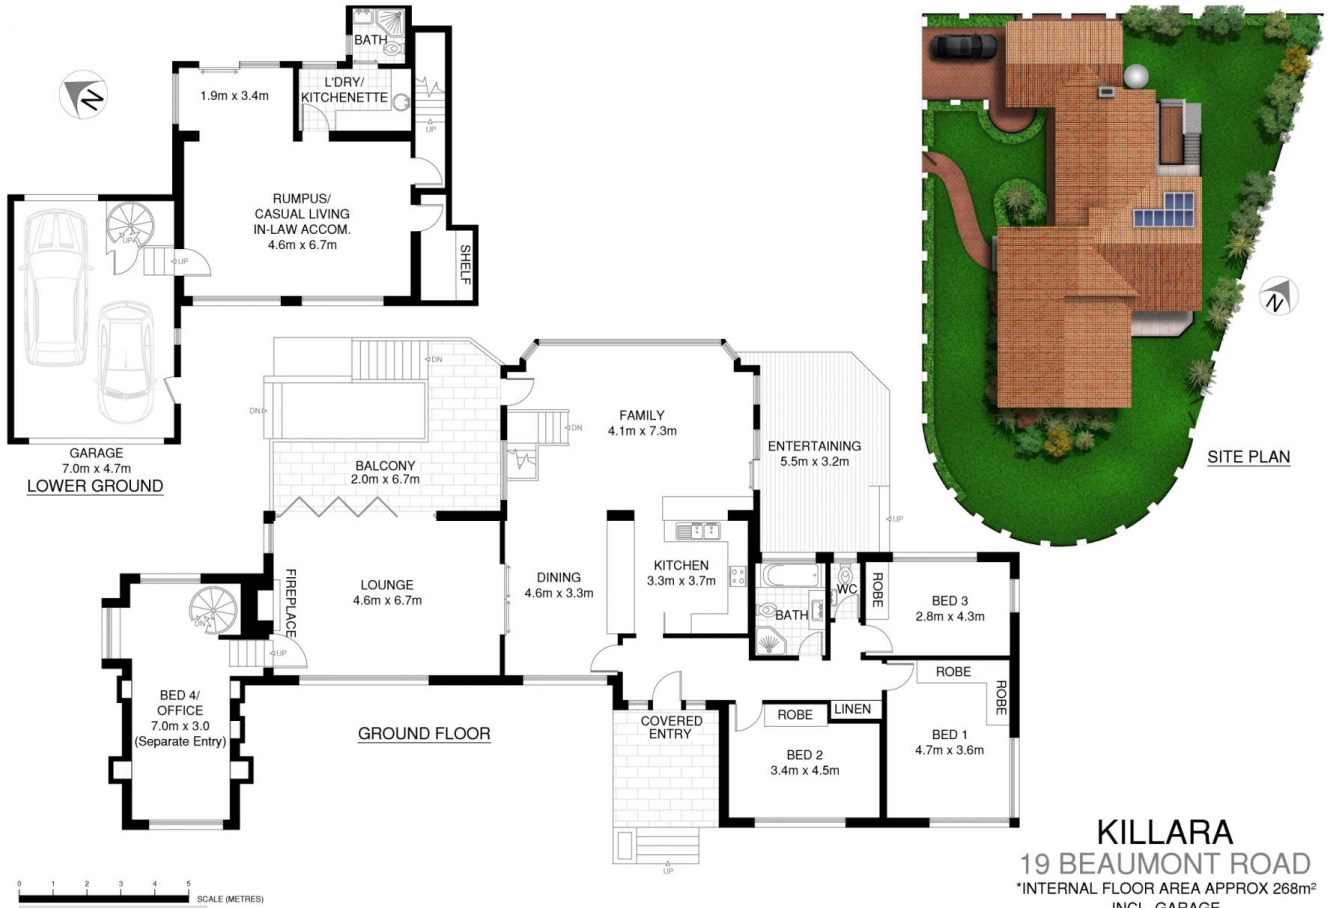 BATH
L'DRY/
KITCHENETTE
1.9m x 3.4m
UP
N
RUMPUS/
CASUAL LIVING
IN-LAW ACCOM.
4.6m x 6.7m
UP
UP
SHELF
GARAGE
7.0m x 4.7m
LOWER GROUND
N
SITE PLAN
DN
DN
DN
FAMILY
4.1m x 7.3m
ENTERTAINING
5.5m x 3.2m
UP
BALCONY
2.0m x 6.7m
FIREPLACE
LOUNGE
4.6m x 6.7m
DINING
4.6m x 3.3m
KITCHEN
3.3m x 3.7m
BATH
WC
ROBE
BED 3
2.8m x 4.3m
DN
UP
BED 4/
OFFICE
7.0m x 3.0
(Separate Entry)
GROUND FLOOR
COVERED
ENTRY
ROBE
LINEN
BED 2
3.4m x 4.5m
ROBE
ROBE
BED 1
4.7m x 3.6m
UP
0 1 2 3 4 5
SCALE (METRES)
KILLARA
19 BEAUMONT ROAD
*INTERNAL FLOOR AREA APPROX 268m²
INCL. GARAGE